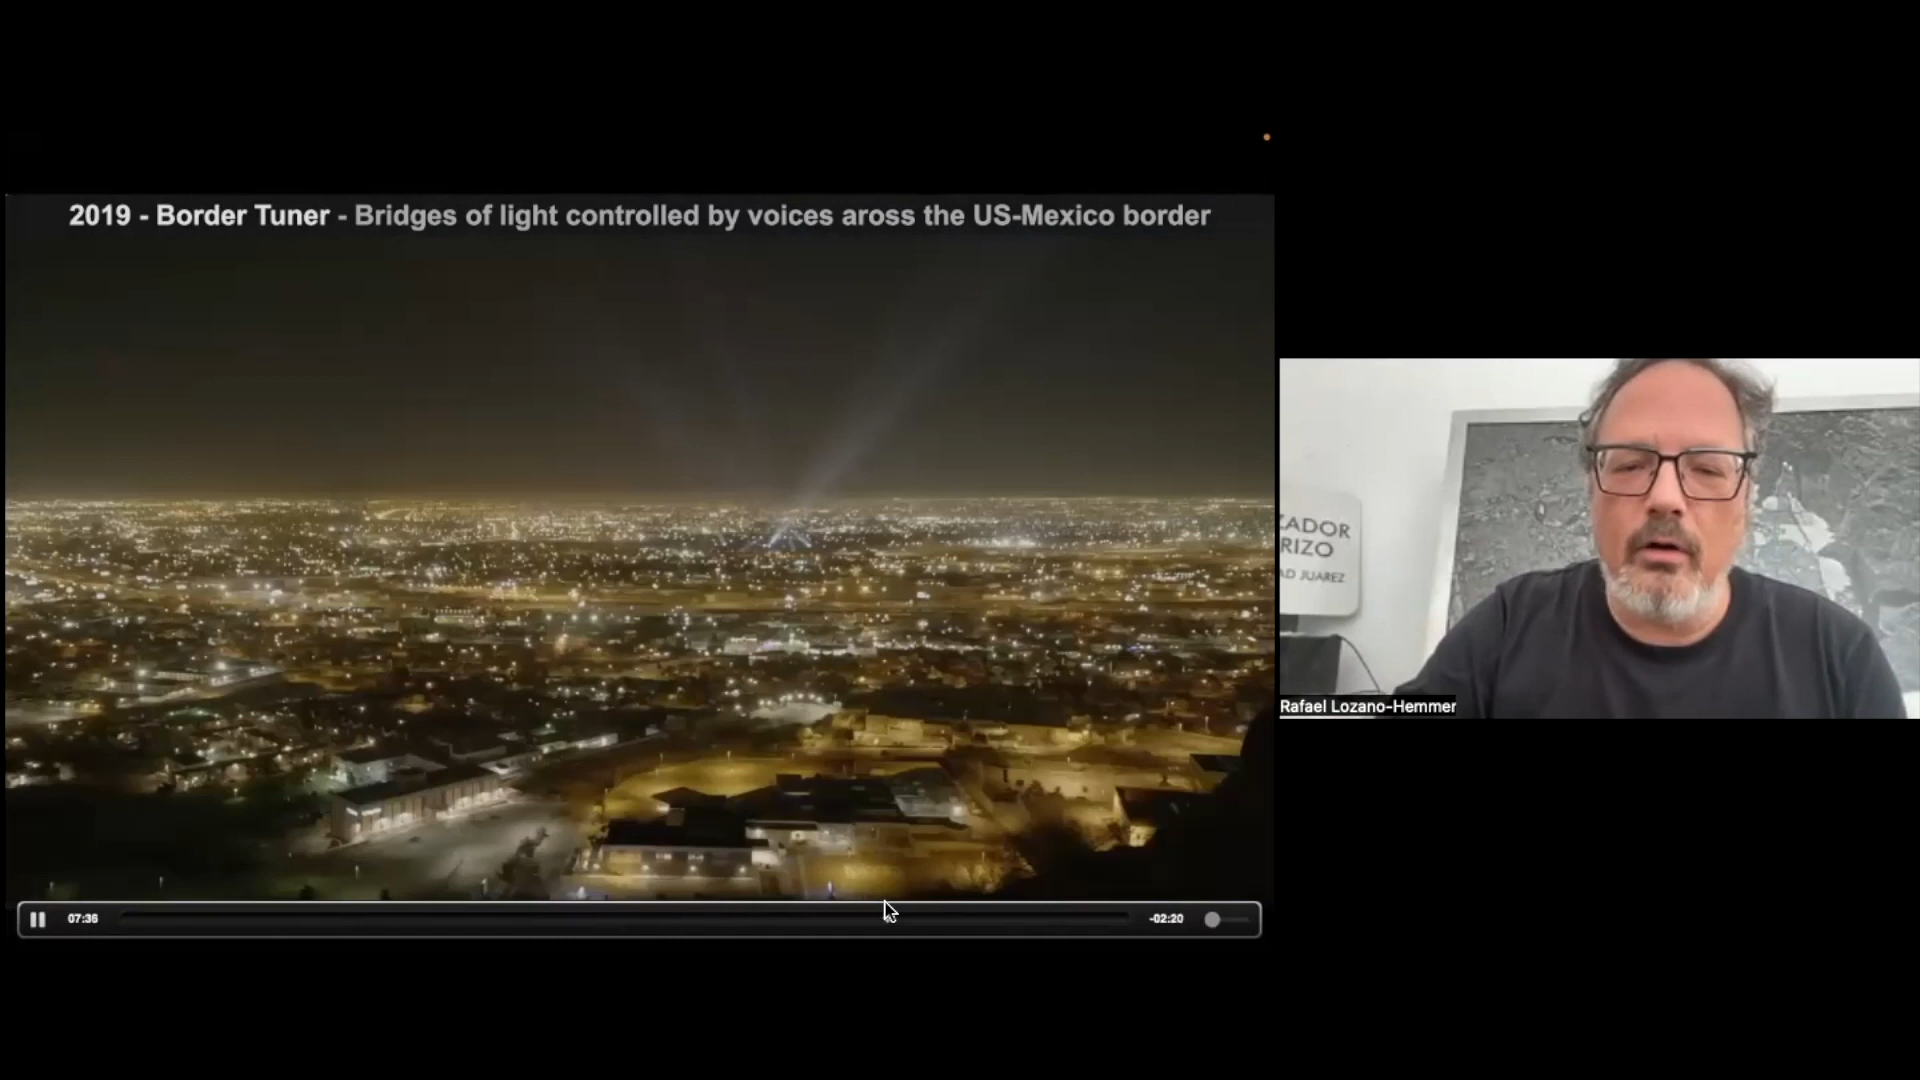 2019 - Border Tuner - Bridges of light controlled by voices aross the US-Mexico border
ZADOR
RIZO
AD JUAREZ
Rafael Lozano-Hemmer
07:36
-02:20